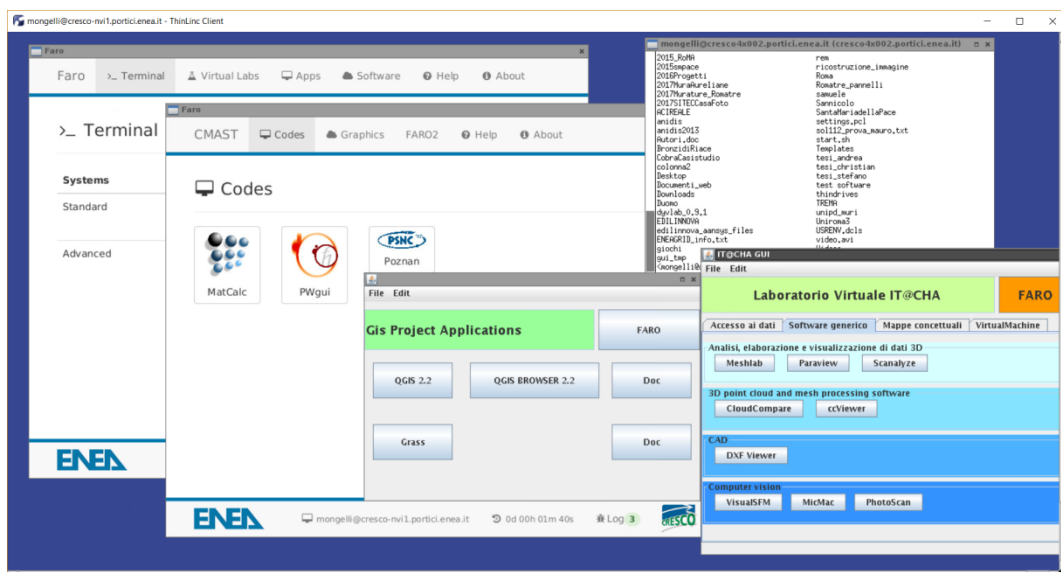 mongelli@cresco-nvi1.portici.enea.it - ThinLinc Client
Faro
Faro >_ Terminal Virtual Labs Apps Software Help About
>_ Terminal
Systems
Standard
Advanced
ENEA
Faro
CMAST Codes Graphics FARO2 Help About
Codes
MatCalc
PWgui
PSNC
Poznan
ENEA
mongelli@cresco-nvi1.portici.enea.it 0d 00h 01m 40s Log 3
CRESCO
File Edit
Gis Project Applications
FARO
QGIS 2.2 QGIS BROWSER 2.2 Doc
Grass Doc
mongelli@cresco4x002.portici.enea.it (cresco4x002.portici.enea.it)
2015_RoMA rem
2015smpace ricostruzione_immagine
2016Progetti Roma
2017MuraAureliane Romatre_pannelli
2017Murature_Romatre samuele
2017SITECCasaFoto Sannicolo
ACIREALE SantaMariadellaPace
anidis settings.pcl
anidis2013 sol112_prova_mauro.txt
Autori.doc start.sh
BronzidiRiace Templates
CobraCasistudio tesi_andrea
colonna2 tesi_christian
Desktop tesi_stefano
Documenti_web test software
Downloads thindrives
Duomo TREMA
dyvlab_0.9.1 unipd_muri
EDILINNOVA Uniroma3
edilinnova_aansys_files USRENV.dcls
ENEAGRID_info.txt video.avi
giochi
gui_tmp
IT@CHA GUI
File Edit
Laboratorio Virtuale IT@CHA
FARO
Accesso ai dati Software generico Mappe concettuali VirtualMachine
Analisi, elaborazione e visualizzazione di dati 3D
Meshlab Paraview Scanalyze
3D point cloud and mesh processing software
CloudCompare ccViewer
CAD
DXF Viewer
Computer vision
VisualSFM MicMac PhotoScan